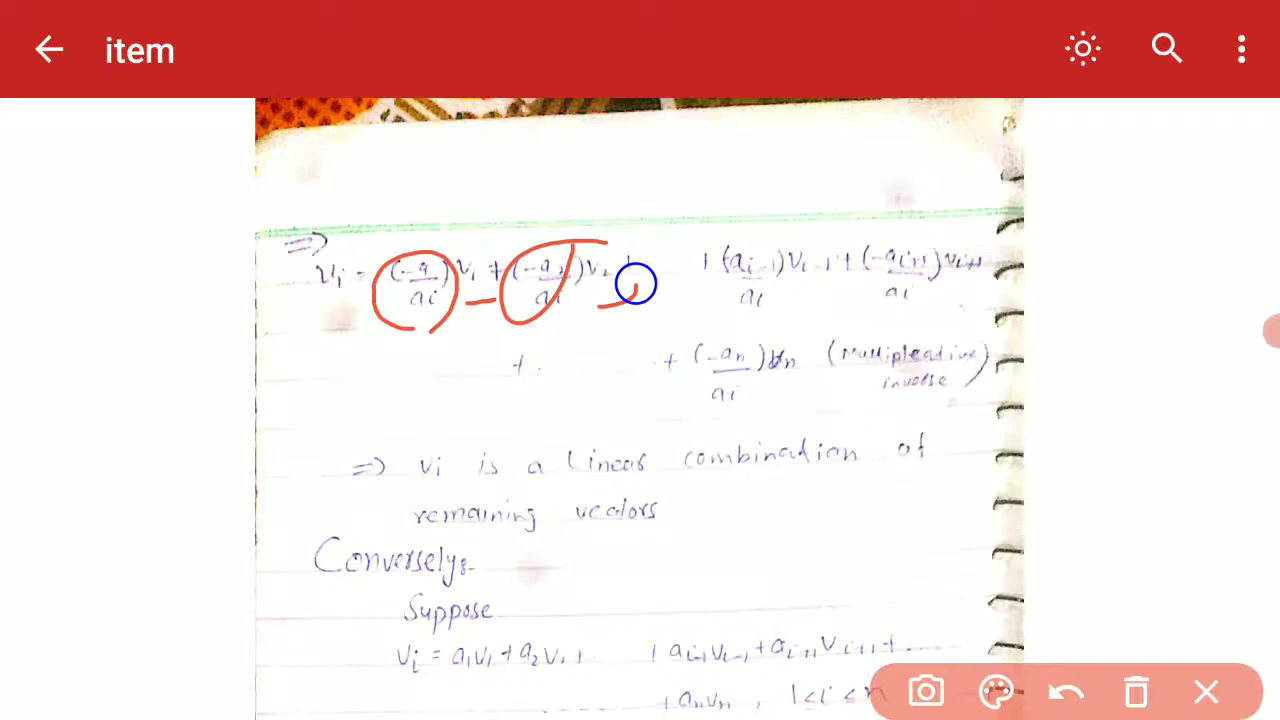 item
⇒
vi = (-a/ai) v1 + (-a2/ai) v2 + (ai-1/ai) vi-1 + (-ai+1/ai) vi+1
+ . . + (-an/ai) vn (Multiplicative inverse)
⇒ vi is a linear combination of
remaining vectors
Conversely:-
Suppose
vi = a1v1 + a2v2 + ai-1vi-1 + ai+1vi+1 + ......
...... + anvn , 1 ≤ i ≤ n